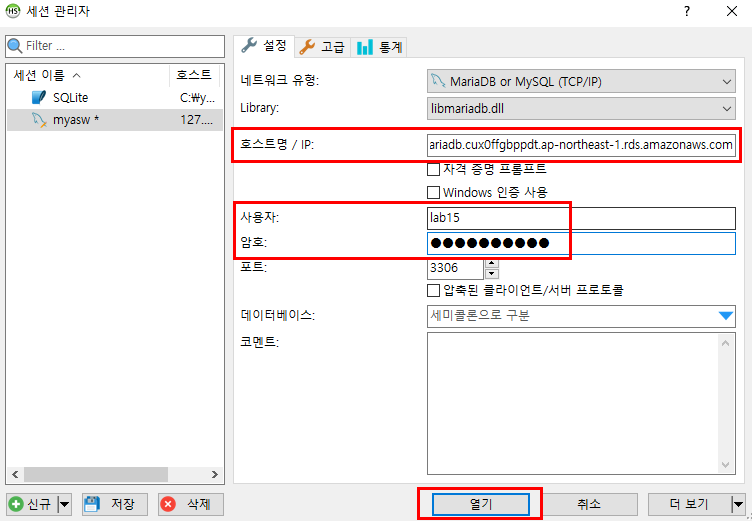 세션 관리자
Filter ...
세션 이름 호스트
SQLite C:₩y...
myasw * 127....
설정 고급 통계
네트워크 유형: MariaDB or MySQL (TCP/IP)
Library: libmariadb.dll
호스트명 / IP: ariadb.cux0ffgbppdt.ap-northeast-1.rds.amazonaws.com
자격 증명 프롬프트
Windows 인증 사용
사용자: lab15
암호: ●●●●●●●●●●
포트: 3306
압축된 클라이언트/서버 프로토콜
데이터베이스: 세미콜론으로 구분
코멘트:
신규 저장 삭제 열기 취소 더 보기